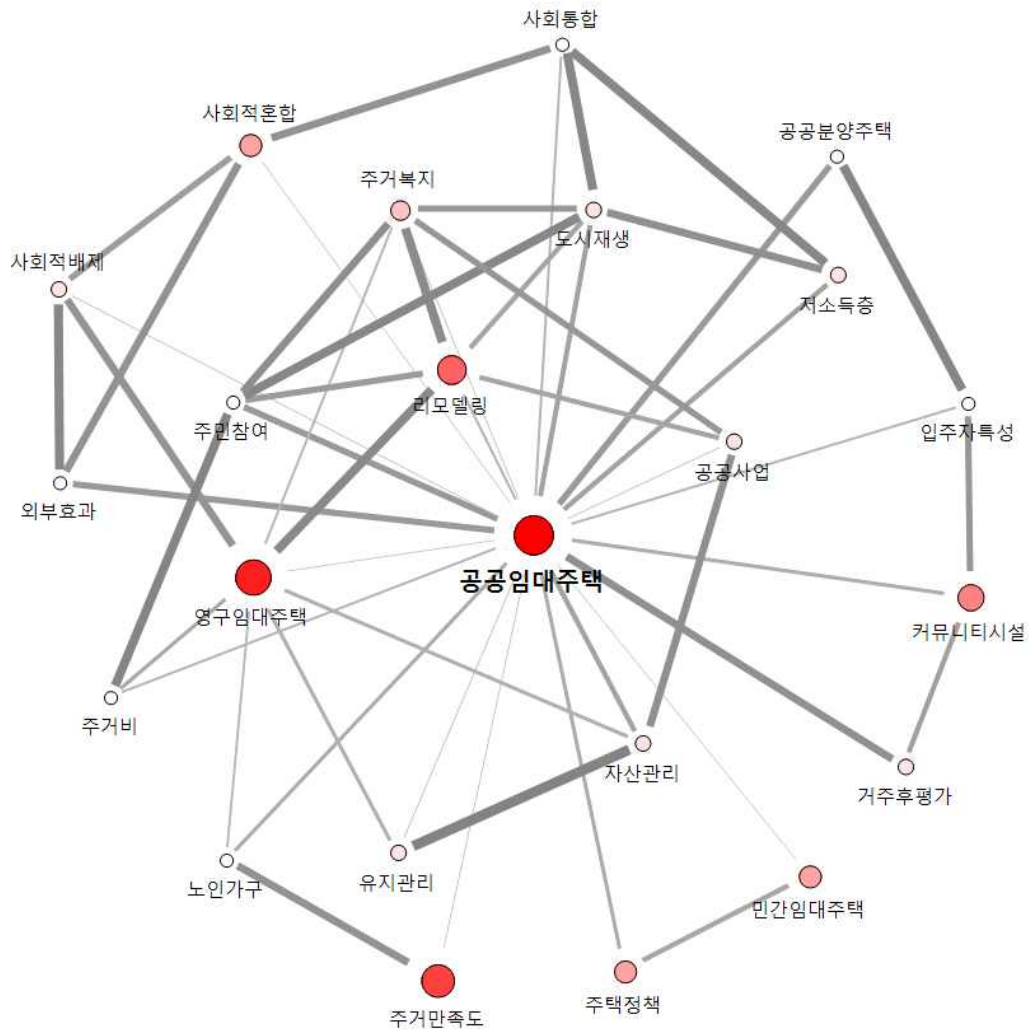 사회통합
사회적혼합
공공분양주택
주거복지
도시재생
사회적배제
저소득층
리모델링
입주자특성
주민참여
공공사업
외부효과
공공임대주택
영구임대주택
커뮤니티시설
주거비
자산관리
거주후평가
유지관리
노인가구
민간임대주택
주택정책
주거만족도